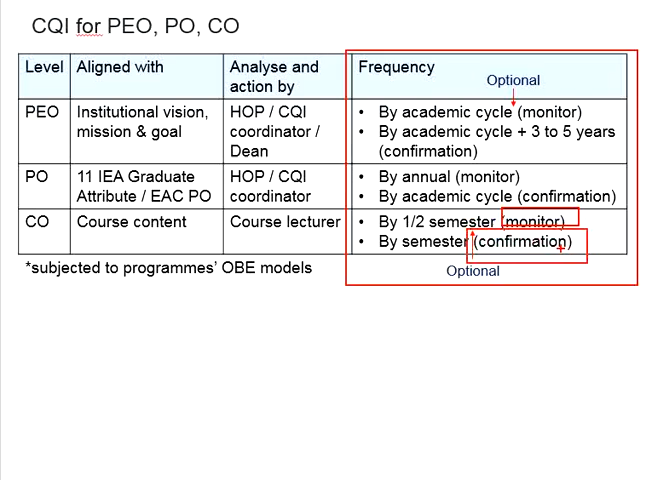 CQI for PEO, PO, CO
Level Aligned with Analyse and action by Frequency
Optional
PEO Institutional vision, mission & goal HOP / CQI coordinator / Dean
• By academic cycle (monitor)
• By academic cycle + 3 to 5 years (confirmation)
PO 11 IEA Graduate Attribute / EAC PO HOP / CQI coordinator
• By annual (monitor)
• By academic cycle (confirmation)
CO Course content Course lecturer
• By 1/2 semester (monitor)
• By semester (confirmation)
*subjected to programmes' OBE models
Optional